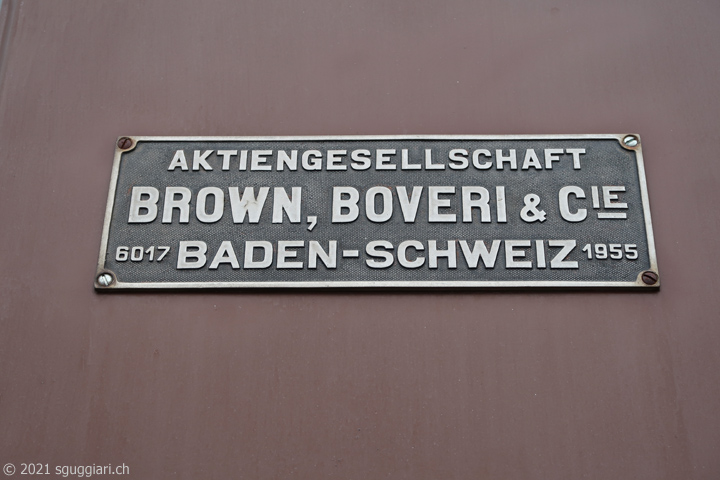 AKTIENGESELLSCHAFT
BROWN, BOVERI & CIE
6017 BADEN-SCHWEIZ 1955
© 2021 sguggiari.ch